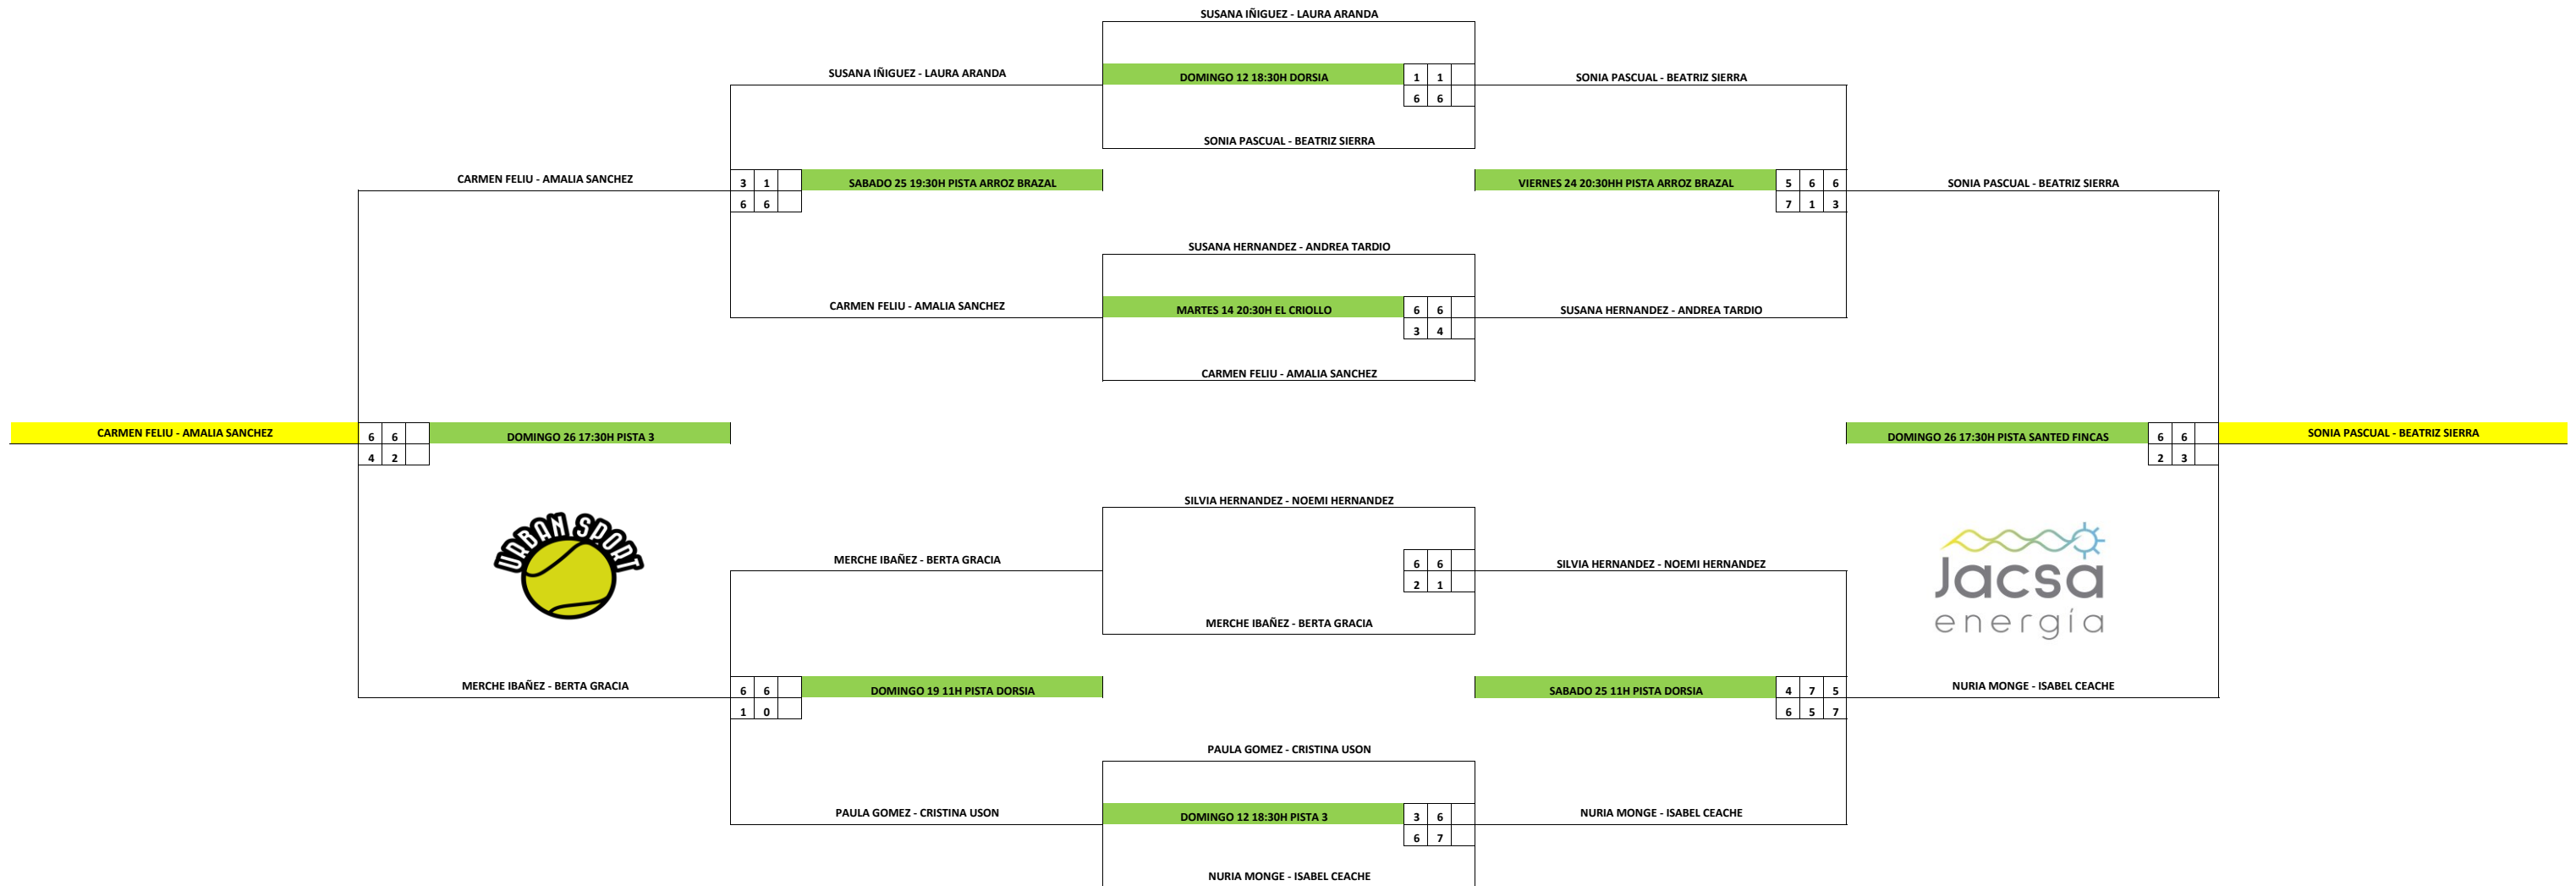 SUSANA IÑIGUEZ - LAURA ARANDA
SUSANA IÑIGUEZ - LAURA ARANDA
DOMINGO 12 18:30H DORSIA
1 1
SONIA PASCUAL - BEATRIZ SIERRA
6 6
SONIA PASCUAL - BEATRIZ SIERRA
CARMEN FELIU - AMALIA SANCHEZ
3 1
SABADO 25 19:30H PISTA ARROZ BRAZAL
VIERNES 24 20:30HH PISTA ARROZ BRAZAL
5 6 6
SONIA PASCUAL - BEATRIZ SIERRA
6 6
7 1 3
SUSANA HERNANDEZ - ANDREA TARDIO
CARMEN FELIU - AMALIA SANCHEZ
MARTES 14 20:30H EL CRIOLLO
6 6
SUSANA HERNANDEZ - ANDREA TARDIO
3 4
CARMEN FELIU - AMALIA SANCHEZ
CARMEN FELIU - AMALIA SANCHEZ
6 6
DOMINGO 26 17:30H PISTA 3
DOMINGO 26 17:30H PISTA SANTED FINCAS
6 6
SONIA PASCUAL - BEATRIZ SIERRA
4 2
2 3
SILVIA HERNANDEZ - NOEMI HERNANDEZ
URBAN SPORT
MERCHE IBAÑEZ - BERTA GRACIA
6 6
SILVIA HERNANDEZ - NOEMI HERNANDEZ
2 1
Jacsa
energía
MERCHE IBAÑEZ - BERTA GRACIA
MERCHE IBAÑEZ - BERTA GRACIA
6 6
DOMINGO 19 11H PISTA DORSIA
SABADO 25 11H PISTA DORSIA
4 7 5
NURIA MONGE - ISABEL CEACHE
1 0
6 5 7
PAULA GOMEZ - CRISTINA USON
PAULA GOMEZ - CRISTINA USON
DOMINGO 12 18:30H PISTA 3
3 6
NURIA MONGE - ISABEL CEACHE
6 7
NURIA MONGE - ISABEL CEACHE